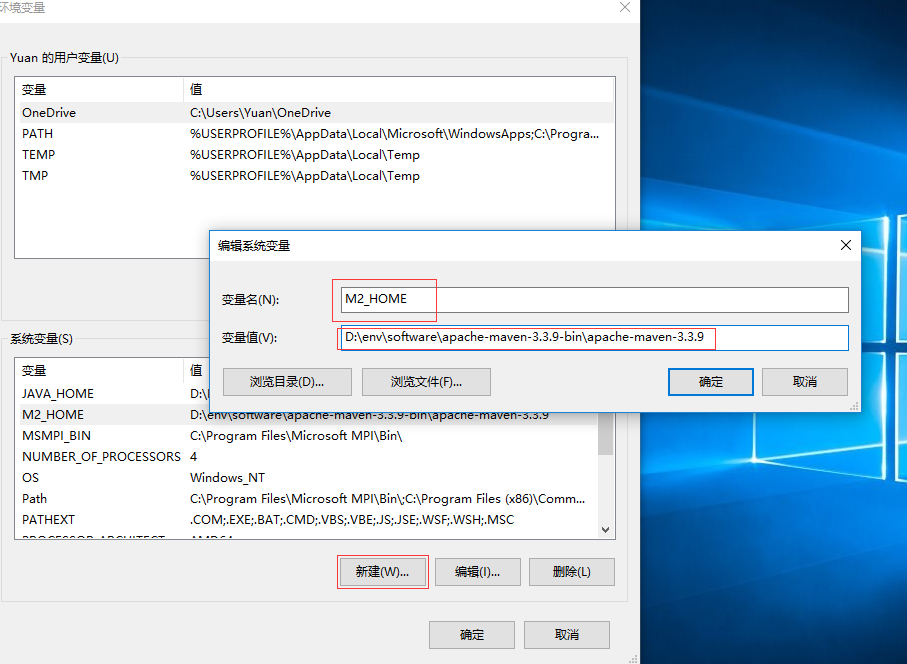 环境变量
Yuan 的用户变量(U)
变量 值
OneDrive C:\Users\Yuan\OneDrive
PATH %USERPROFILE%\AppData\Local\Microsoft\WindowsApps;C:\Progra...
TEMP %USERPROFILE%\AppData\Local\Temp
TMP %USERPROFILE%\AppData\Local\Temp
编辑系统变量
变量名(N): M2_HOME
变量值(V): D:\env\software\apache-maven-3.3.9-bin\apache-maven-3.3.9
浏览目录(D)... 浏览文件(F)... 确定 取消
系统变量(S)
变量 值
JAVA_HOME D:\
M2_HOME D:\env\software\apache-maven-3.3.9-bin\apache-maven-3.3.9
MSMPI_BIN C:\Program Files\Microsoft MPI\Bin\
NUMBER_OF_PROCESSORS 4
OS Windows_NT
Path C:\Program Files\Microsoft MPI\Bin\;C:\Program Files (x86)\Comm...
PATHEXT .COM;.EXE;.BAT;.CMD;.VBS;.VBE;.JS;.JSE;.WSF;.WSH;.MSC
PROCESSOR_ARCHITECT AMD64
新建(W)... 编辑(I)... 删除(L)
确定 取消